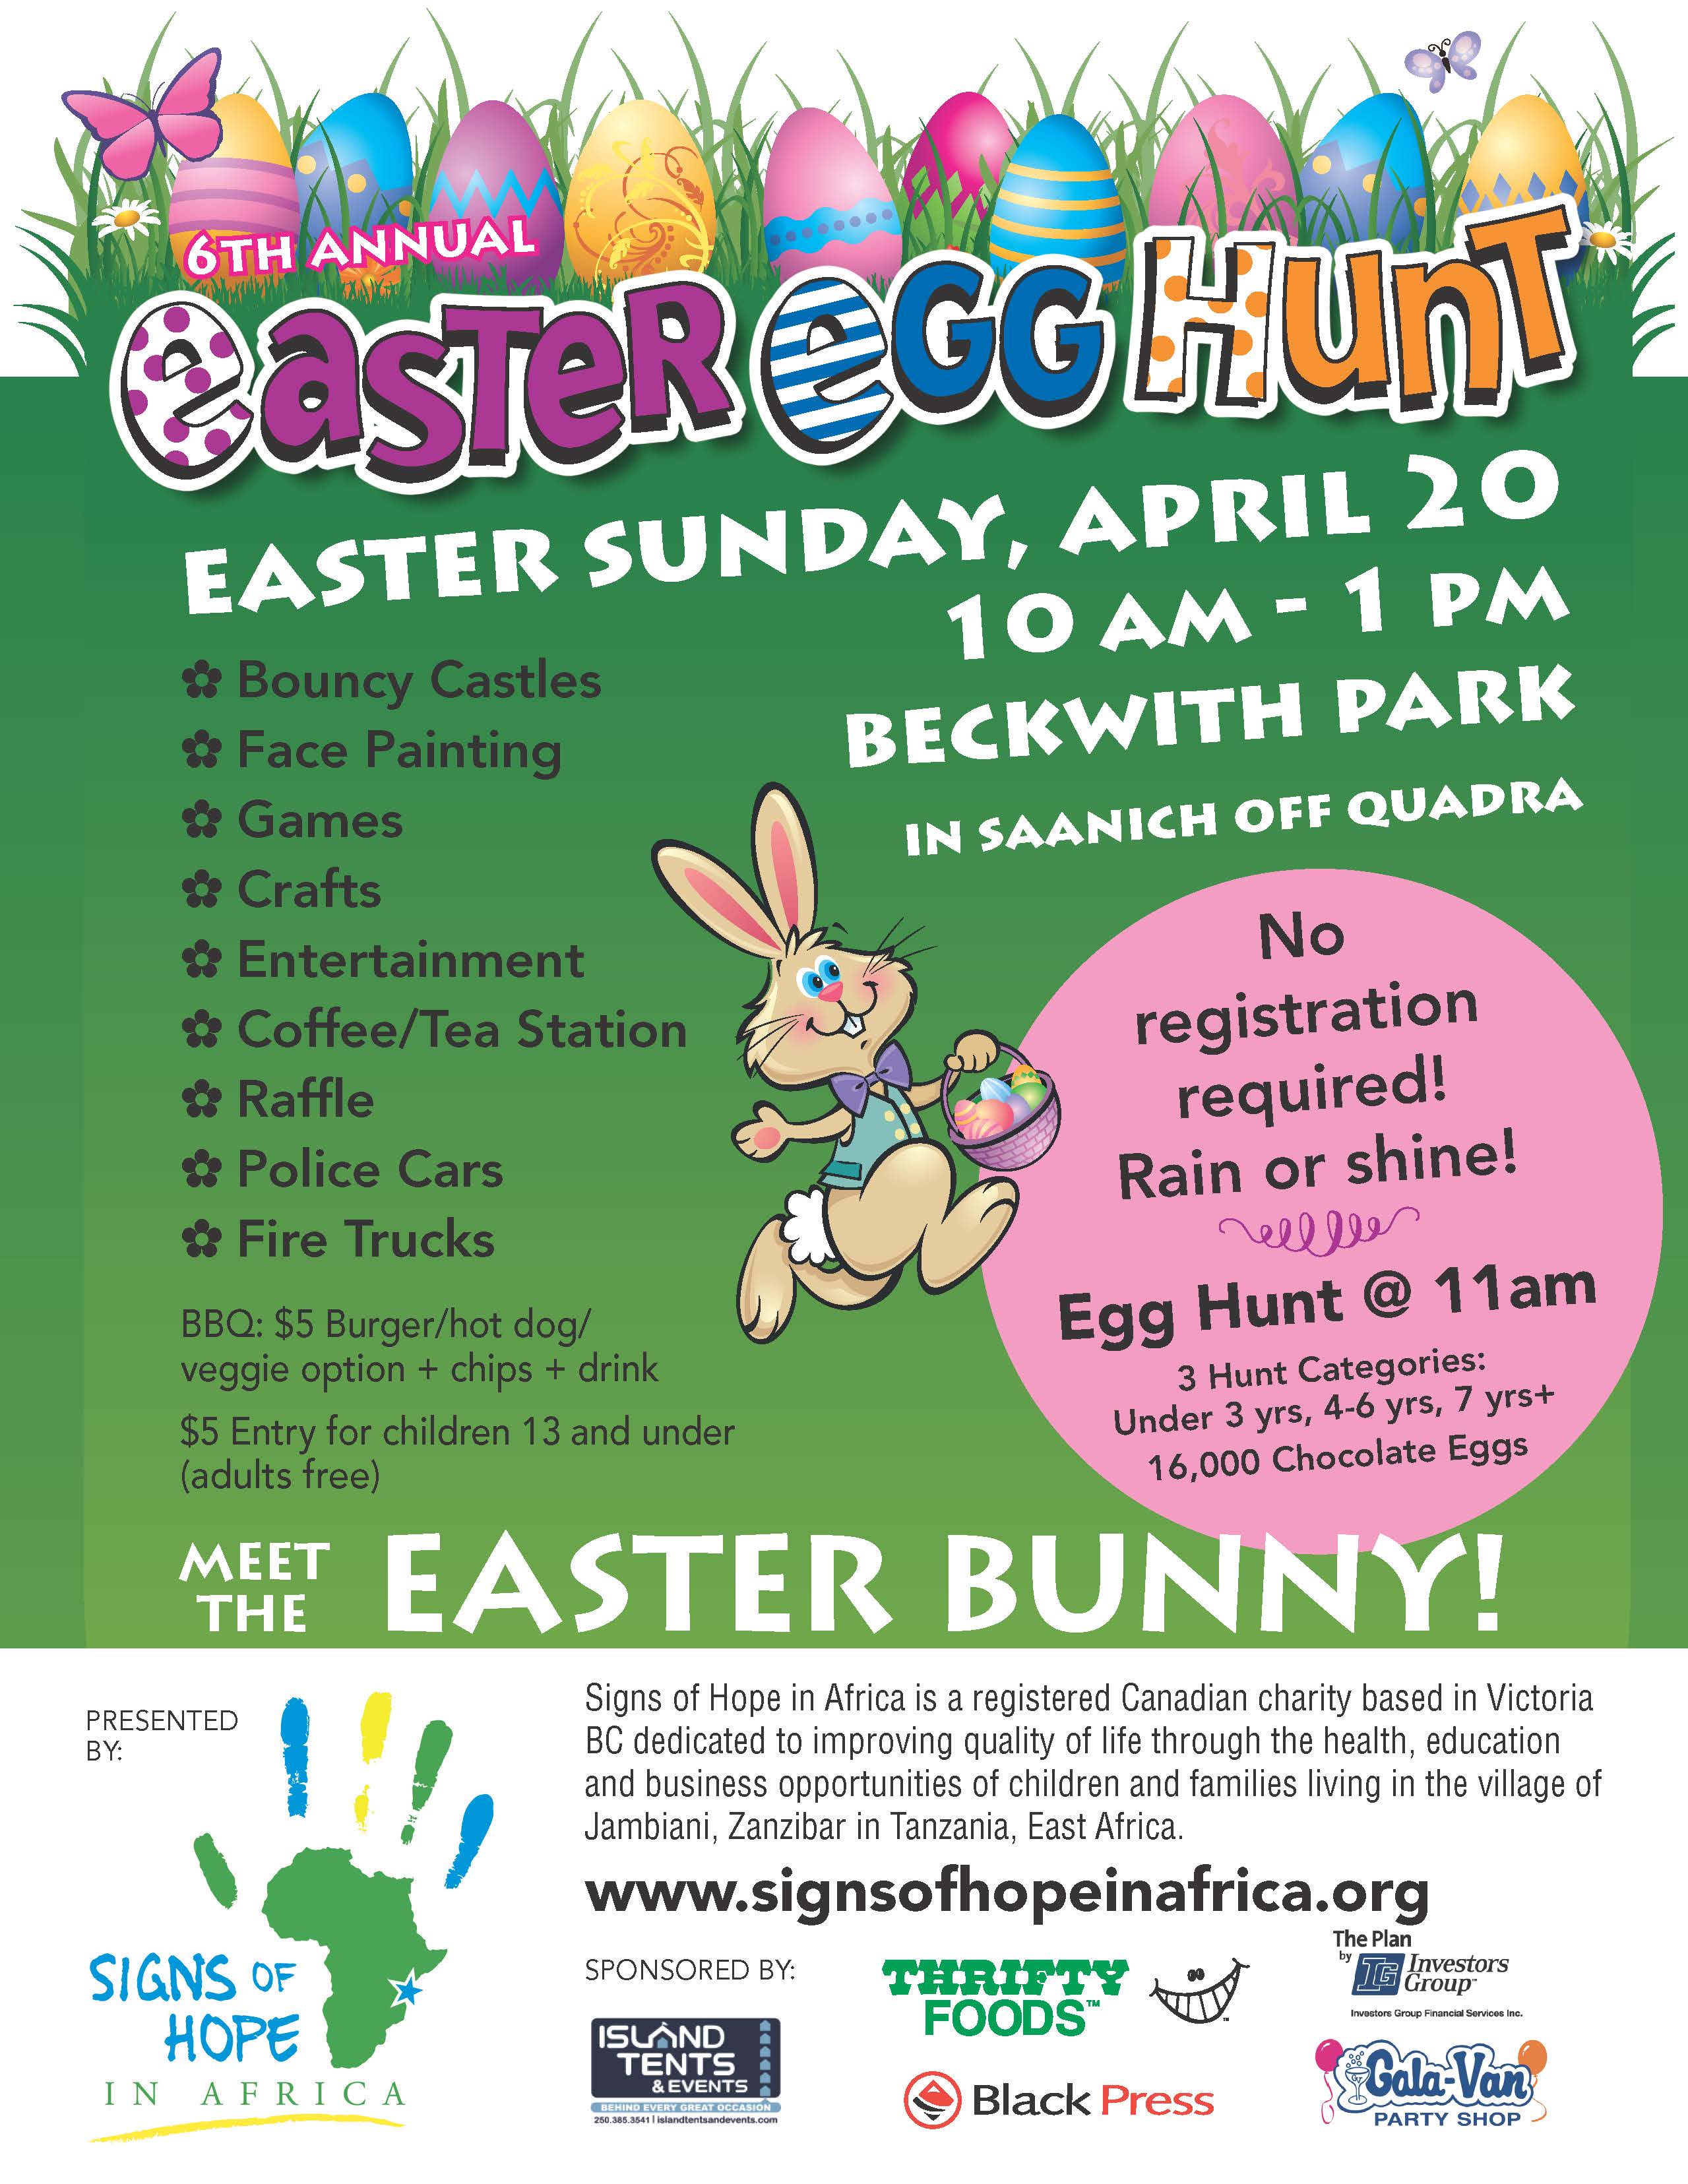 6TH ANNUAL
easTeR eGG HunT
EASTER SUNDAY, APRIL 20
10 AM - 1 PM
BECKWITH PARK
IN SAANICH OFF QUADRA
✿ Bouncy Castles
✿ Face Painting
✿ Games
✿ Crafts
✿ Entertainment
✿ Coffee/Tea Station
✿ Raffle
✿ Police Cars
✿ Fire Trucks
BBQ: $5 Burger/hot dog/
veggie option + chips + drink
$5 Entry for children 13 and under
(adults free)
No
registration
required!
Rain or shine!
Egg Hunt @ 11am
3 Hunt Categories:
Under 3 yrs, 4-6 yrs, 7 yrs+
16,000 Chocolate Eggs
MEET
THE
EASTER BUNNY!
PRESENTED
BY:
SIGNS OF
HOPE
IN AFRICA
Signs of Hope in Africa is a registered Canadian charity based in Victoria
BC dedicated to improving quality of life through the health, education
and business opportunities of children and families living in the village of
Jambiani, Zanzibar in Tanzania, East Africa.
www.signsofhopeinafrica.org
SPONSORED BY:
ISLAND
TENTS
& EVENTS
BEHIND EVERY GREAT OCCASION
250.385.3541 | islandtentsandevents.com
THRIFTY
FOODS™
Black Press
The Plan
by IG Investors
Group™
Investors Group Financial Services Inc.
Gala-Van
PARTY SHOP